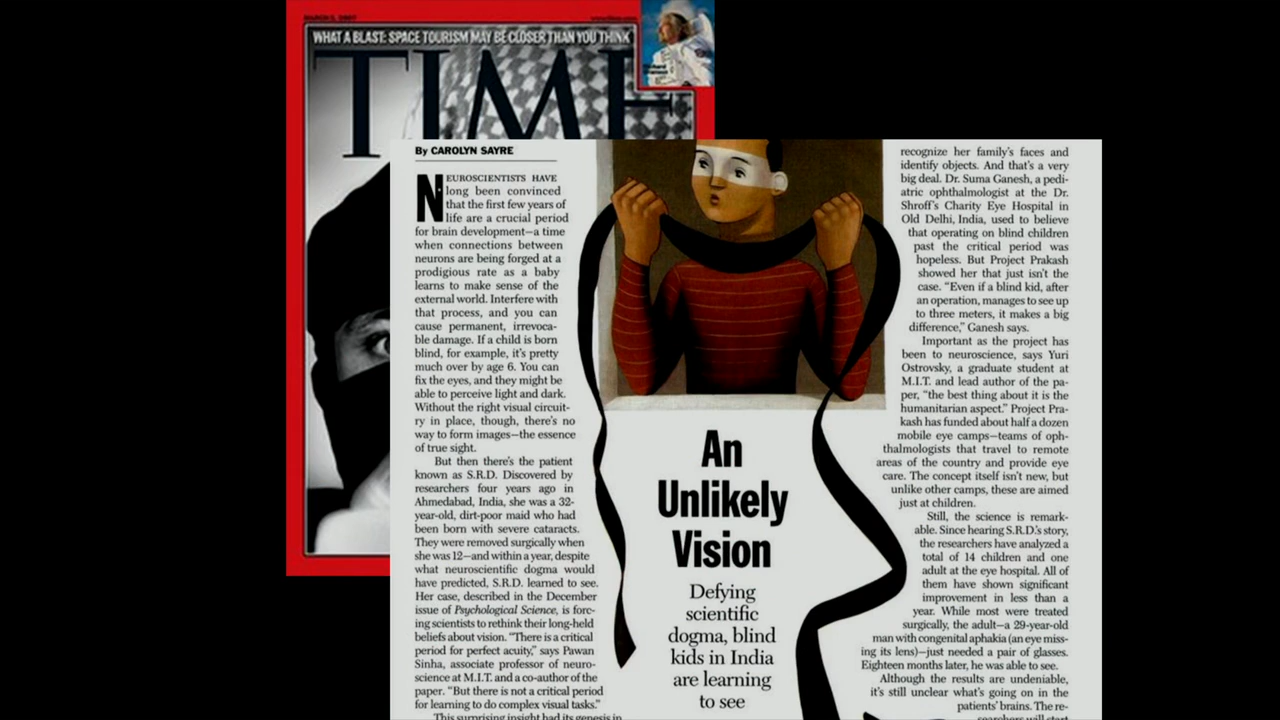 MARCH 5, 2007
WHAT A BLAST: SPACE TOURISM MAY BE CLOSER THAN YOU THINK
TIME
By CAROLYN SAYRE
NEUROSCIENTISTS HAVE
long been convinced
that the first few years of
life are a crucial period
for brain development—a time
when connections between
neurons are being forged at a
prodigious rate as a baby
learns to make sense of the
external world. Interfere with
that process, and you can
cause permanent, irrevoca-
ble damage. If a child is born
blind, for example, it's pretty
much over by age 6. You can
fix the eyes, and they might be
able to perceive light and dark.
Without the right visual circuit-
ry in place, though, there's no
way to form images—the essence
of true sight.
But then there's the patient
known as S.R.D. Discovered by
researchers four years ago in
Ahmedabad, India, she was a 32-
year-old, dirt-poor maid who had
been born with severe cataracts.
They were removed surgically when
she was 12—and within a year, despite
what neuroscientific dogma would
have predicted, S.R.D. learned to see.
Her case, described in the December
issue of Psychological Science, is forc-
ing scientists to rethink their long-held
beliefs about vision. "There is a critical
period for perfect acuity," says Pawan
Sinha, associate professor of neuro-
science at M.I.T. and a co-author of the
paper. "But there is not a critical period
for learning to do complex visual tasks."
This surprising insight had its genesis in
An
Unlikely
Vision
Defying
scientific
dogma, blind
kids in India
are learning
to see
recognize her family's faces and
identify objects. And that's a very
big deal. Dr. Suma Ganesh, a pedi-
atric ophthalmologist at the Dr.
Shroff's Charity Eye Hospital in
Old Delhi, India, used to believe
that operating on blind children
past the critical period was
hopeless. But Project Prakash
showed her that just isn't the
case. "Even if a blind kid, after
an operation, manages to see up
to three meters, it makes a big
difference," Ganesh says.
Important as the project has
been to neuroscience, says Yuri
Ostrovsky, a graduate student at
M.I.T. and lead author of the pa-
per, "the best thing about it is the
humanitarian aspect." Project Pra-
kash has funded about half a dozen
mobile eye camps—teams of oph-
thalmologists that travel to remote
areas of the country and provide eye
care. The concept itself isn't new, but
unlike other camps, these are aimed
just at children.
Still, the science is remark-
able. Since hearing S.R.D.'s story,
the researchers have analyzed a
total of 14 children and one
adult at the eye hospital. All of
them have shown significant
improvement in less than a
year. While most were treated
surgically, the adult—a 29-year-old
man with congenital aphakia (an eye miss-
ing its lens)—just needed a pair of glasses.
Eighteen months later, he was able to see.
Although the results are undeniable,
it's still unclear what's going on in the
patients' brains. The re-
searchers will start